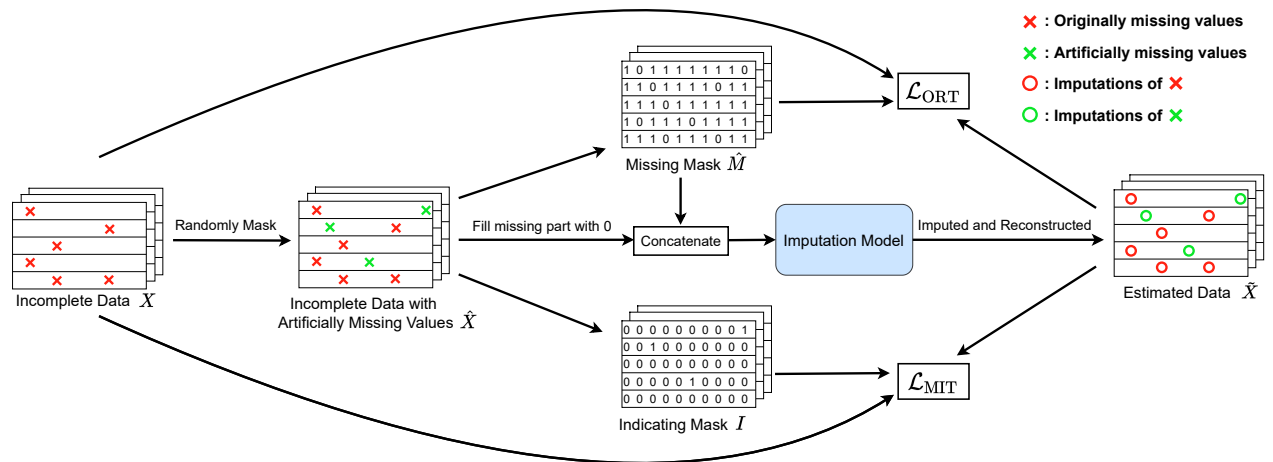 × : Originally missing values
× : Artificially missing values
○ : Imputations of ×
○ : Imputations of ×
1 0 1 1 1 1 1 1 1 0
1 1 0 1 1 1 1 0 1 1
1 1 1 0 1 1 1 1 1 1
1 0 1 1 1 0 1 1 1 1
1 1 1 0 1 1 1 0 1 1
Missing Mask M̂
ℒORT
Randomly Mask
Fill missing part with 0
Concatenate
Imputation Model
Imputed and Reconstructed
Incomplete Data X
Incomplete Data with
Artificially Missing Values X̂
Estimated Data X̃
0 0 0 0 0 0 0 0 0 1
0 0 1 0 0 0 0 0 0 0
0 0 0 0 0 0 0 0 0 0
0 0 0 0 0 1 0 0 0 0
0 0 0 0 0 0 0 0 0 0
Indicating Mask I
ℒMIT